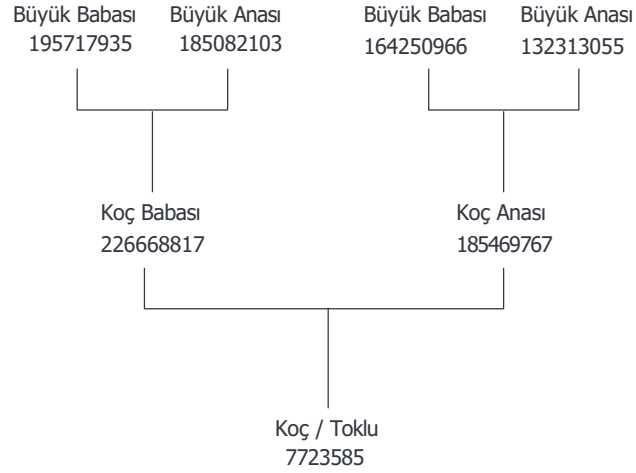 Büyük Babası Büyük Anası Büyük Babası Büyük Anası
195717935 185082103 164250966 132313055
Koç Babası Koç Anası
226668817 185469767
Koç / Toklu
7723585